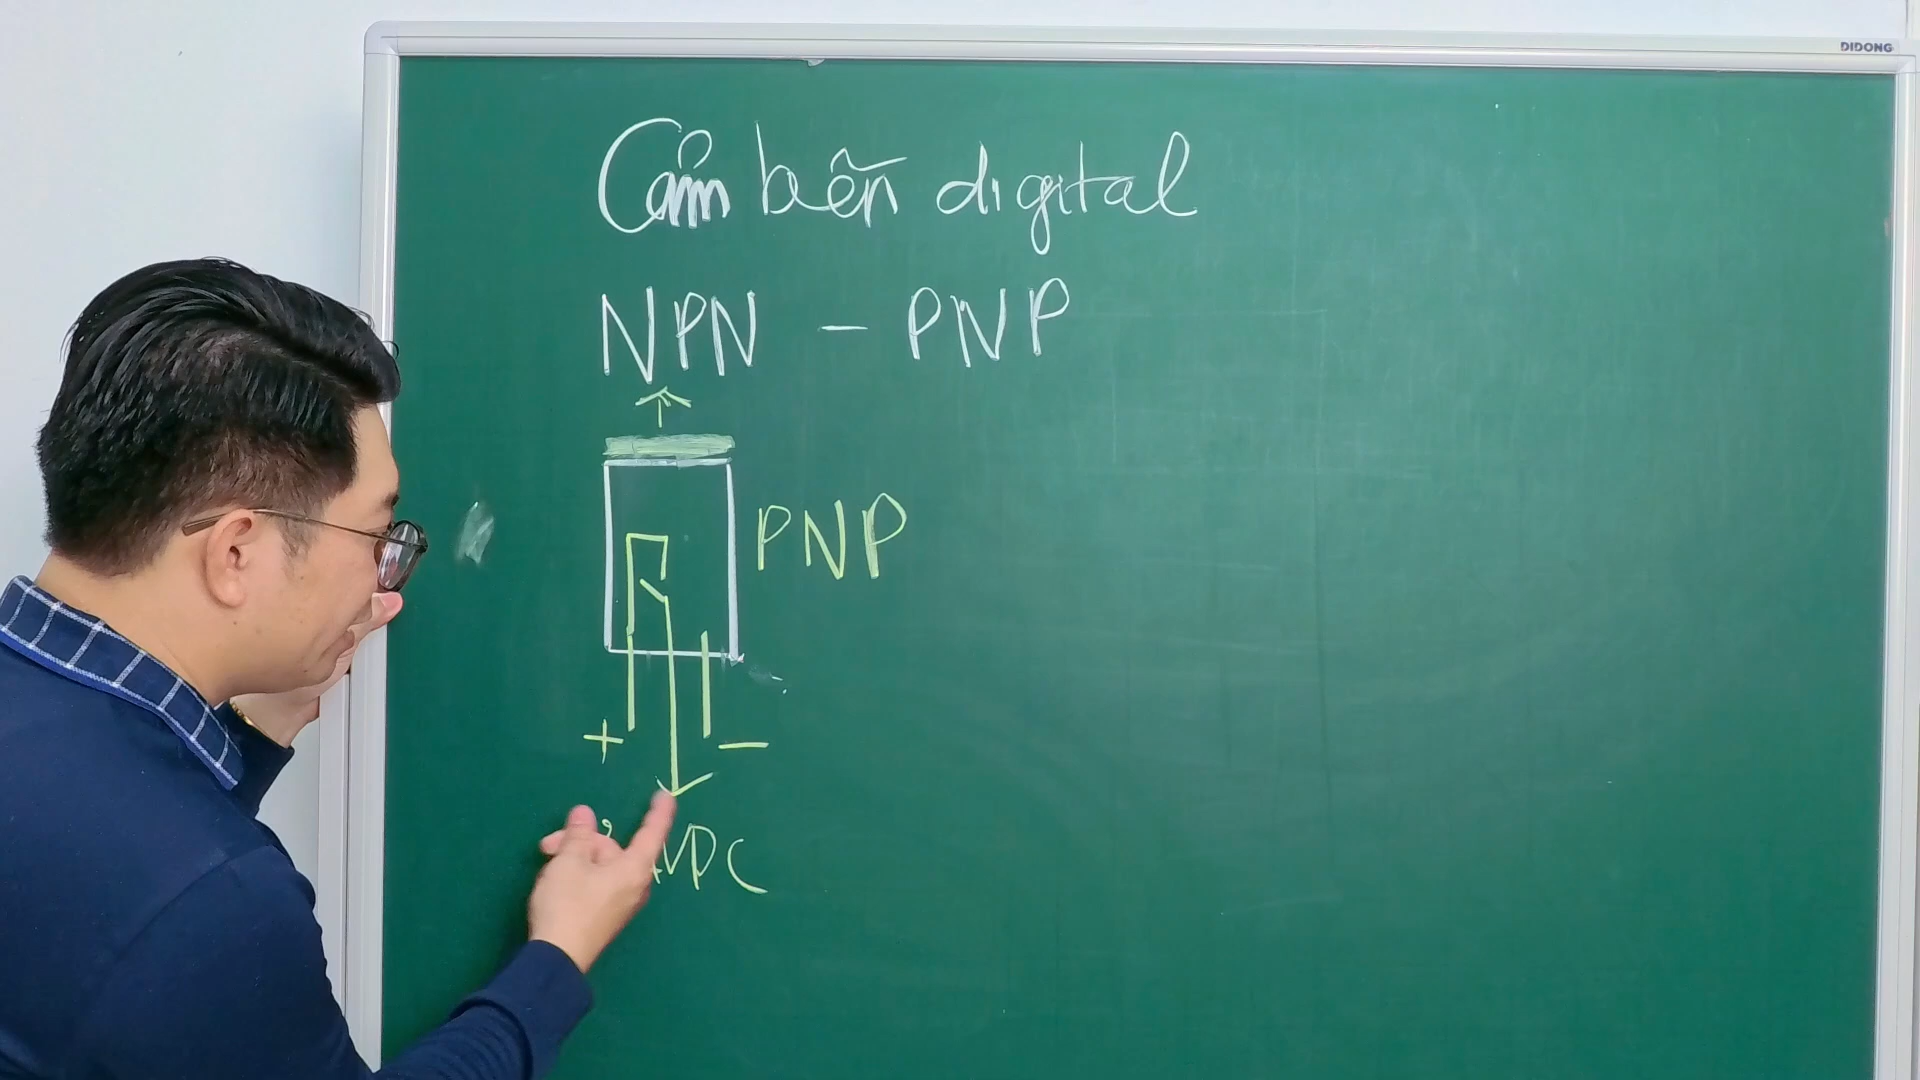 DIDONG
Cảm biến digital
NPN - PNP
PNP
+ -
VDC